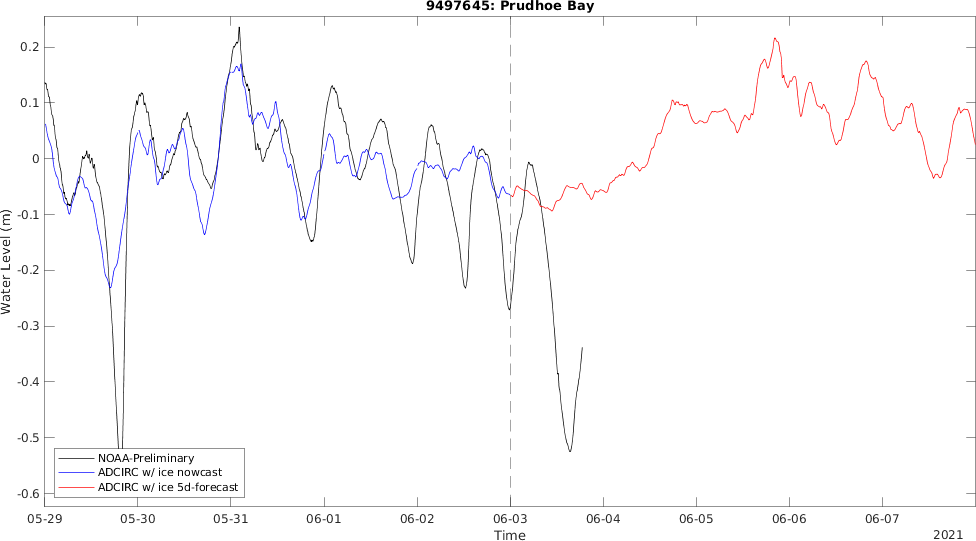 9497645: Prudhoe Bay
Water Level (m)
0.2
0.1
0
-0.1
-0.2
-0.3
-0.4
-0.5
-0.6
NOAA-Preliminary
ADCIRC w/ ice nowcast
ADCIRC w/ ice 5d-forecast
05-29 05-30 05-31 06-01 06-02 06-03 06-04 06-05 06-06 06-07
Time
2021